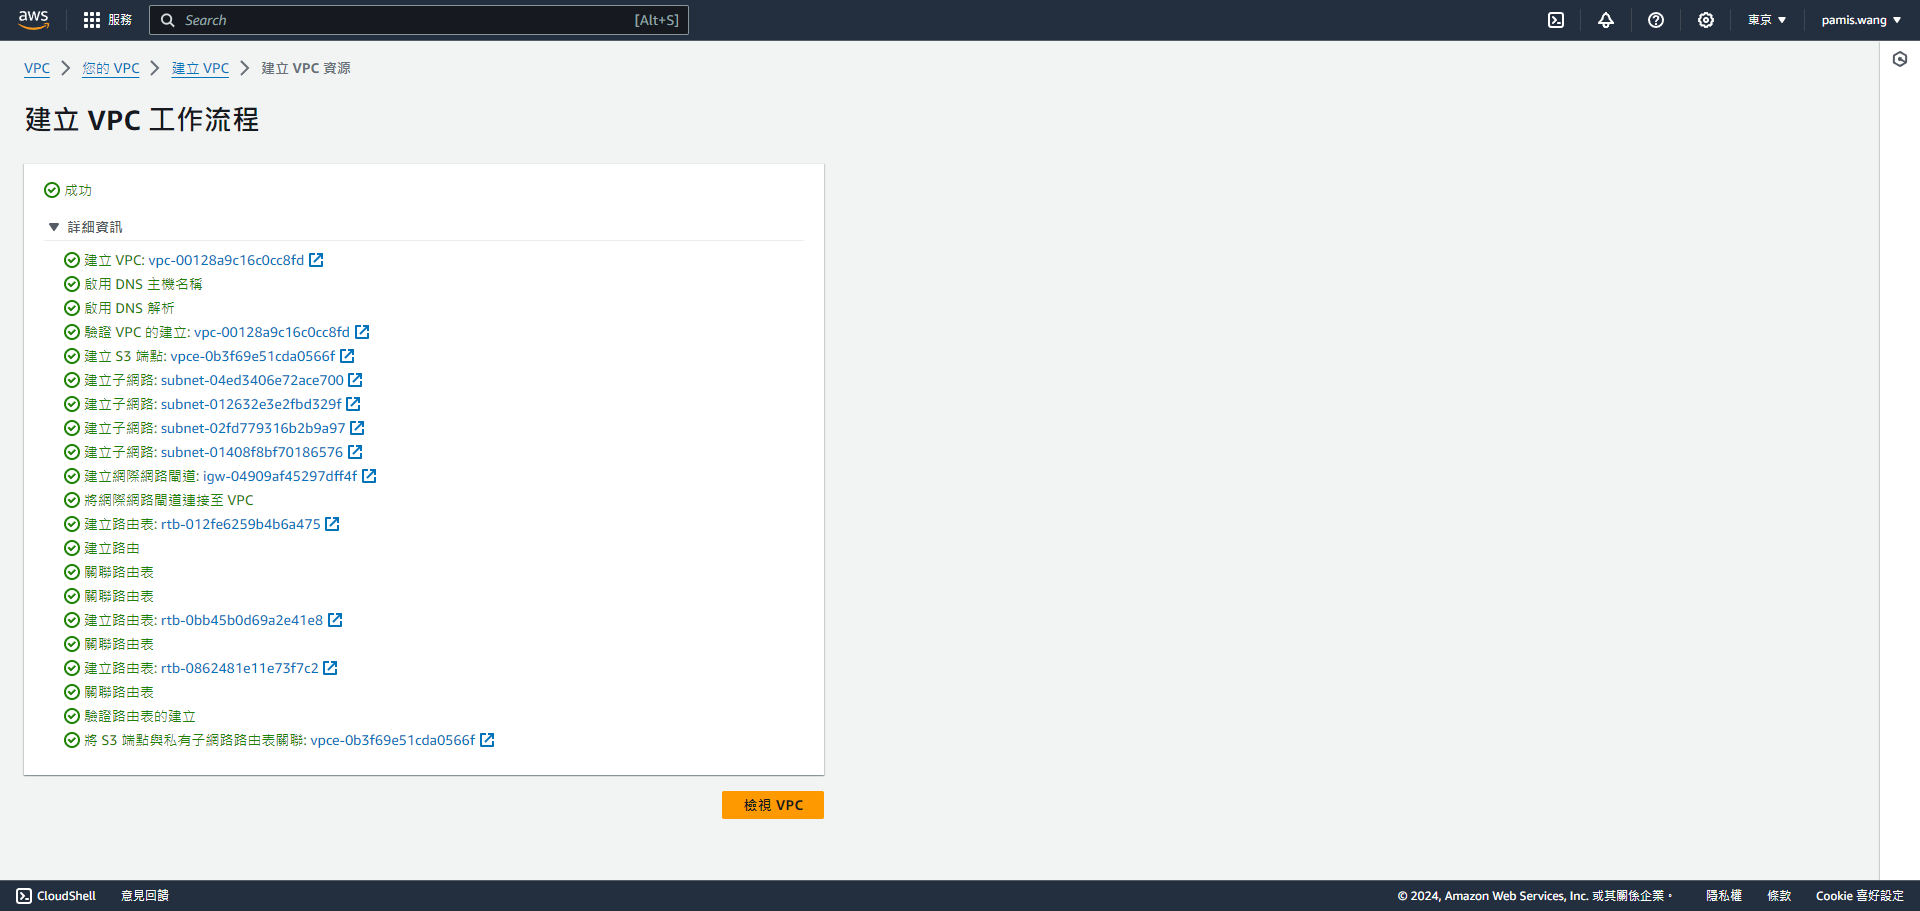 aws 服務 Search [Alt+S] 東京 pamis.wang
VPC 您的 VPC 建立 VPC 建立 VPC 資源
建立 VPC 工作流程
成功
詳細資訊
建立 VPC: vpc-00128a9c16c0cc8fd
啟用 DNS 主機名稱
啟用 DNS 解析
驗證 VPC 的建立: vpc-00128a9c16c0cc8fd
建立 S3 端點: vpce-0b3f69e51cda0566f
建立子網路: subnet-04ed3406e72ace700
建立子網路: subnet-012632e3e2fbd329f
建立子網路: subnet-02fd779316b2b9a97
建立子網路: subnet-01408f8bf70186576
建立網際網路閘道: igw-04909af45297dff4f
將網際網路閘道連接至 VPC
建立路由表: rtb-012fe6259b4b6a475
建立路由
關聯路由表
關聯路由表
建立路由表: rtb-0bb45b0d69a2e41e8
關聯路由表
建立路由表: rtb-0862481e11e73f7c2
關聯路由表
驗證路由表的建立
將 S3 端點與私有子網路路由表關聯: vpce-0b3f69e51cda0566f
檢視 VPC
CloudShell 意見回饋 © 2024, Amazon Web Services, Inc. 或其關係企業。 隱私權 條款 Cookie 喜好設定